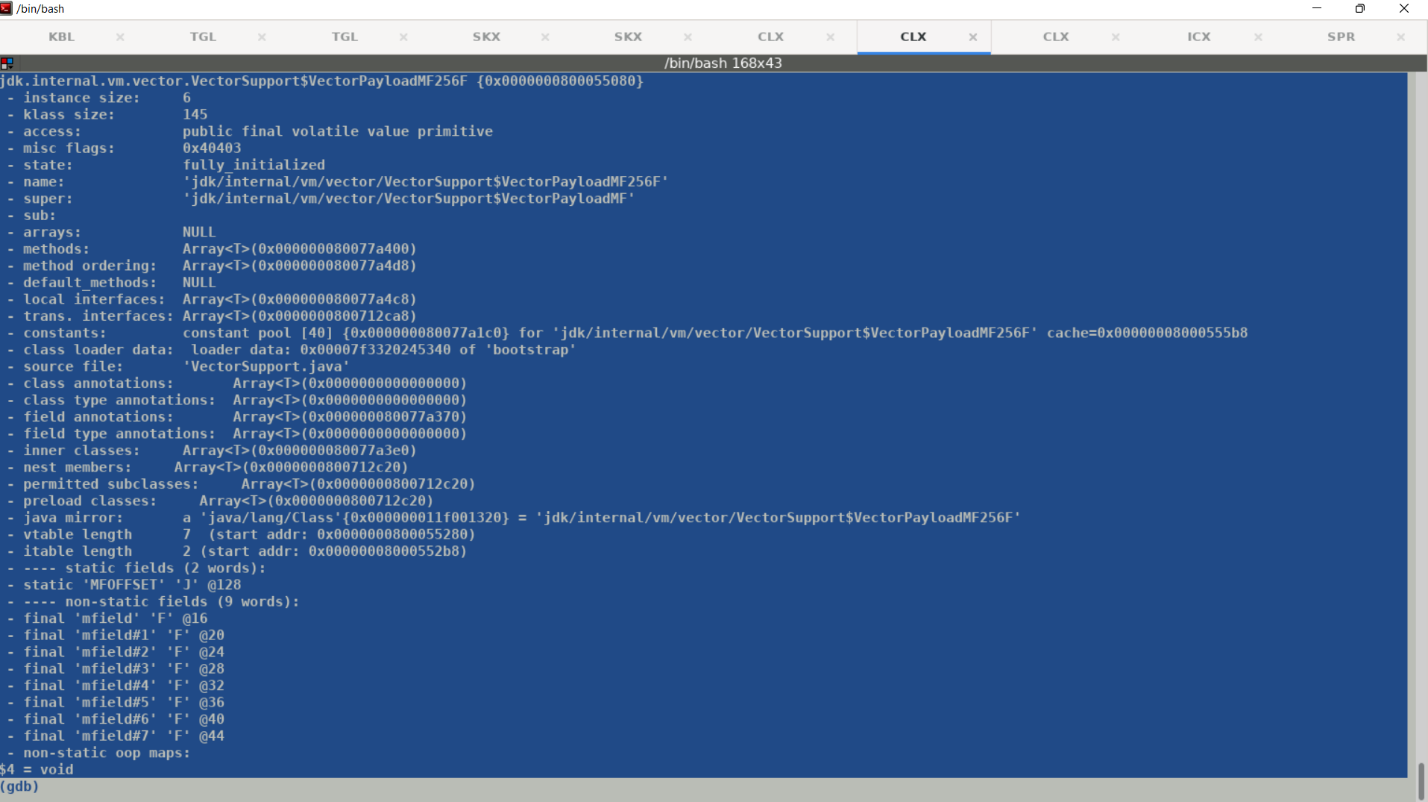 /bin/bash
KBL × TGL × TGL × SKX × SKX × CLX × CLX × CLX × ICX × SPR ×
/bin/bash 168x43
jdk.internal.vm.vector.VectorSupport$VectorPayloadMF256F {0x0000000800055080}
- instance size: 6
- klass size: 145
- access: public final volatile value primitive
- misc flags: 0x40403
- state: fully_initialized
- name: 'jdk/internal/vm/vector/VectorSupport$VectorPayloadMF256F'
- super: 'jdk/internal/vm/vector/VectorSupport$VectorPayloadMF'
- sub:
- arrays: NULL
- methods: Array<T>(0x000000080077a400)
- method ordering: Array<T>(0x000000080077a4d8)
- default_methods: NULL
- local interfaces: Array<T>(0x000000080077a4c8)
- trans. interfaces: Array<T>(0x0000000800712ca8)
- constants: constant pool [40] {0x000000080077a1c0} for 'jdk/internal/vm/vector/VectorSupport$VectorPayloadMF256F' cache=0x00000008000555b8
- class loader data: loader data: 0x00007f3320245340 of 'bootstrap'
- source file: 'VectorSupport.java'
- class annotations: Array<T>(0x0000000000000000)
- class type annotations: Array<T>(0x0000000000000000)
- field annotations: Array<T>(0x000000080077a370)
- field type annotations: Array<T>(0x0000000000000000)
- inner classes: Array<T>(0x000000080077a3e0)
- nest members: Array<T>(0x0000000800712c20)
- permitted subclasses: Array<T>(0x0000000800712c20)
- preload classes: Array<T>(0x0000000800712c20)
- java mirror: a 'java/lang/Class'{0x000000011f001320} = 'jdk/internal/vm/vector/VectorSupport$VectorPayloadMF256F'
- vtable length 7 (start addr: 0x0000000800055280)
- itable length 2 (start addr: 0x00000008000552b8)
- ---- static fields (2 words):
- static 'MFOFFSET' 'J' @128
- ---- non-static fields (9 words):
- final 'mfield' 'F' @16
- final 'mfield#1' 'F' @20
- final 'mfield#2' 'F' @24
- final 'mfield#3' 'F' @28
- final 'mfield#4' 'F' @32
- final 'mfield#5' 'F' @36
- final 'mfield#6' 'F' @40
- final 'mfield#7' 'F' @44
- non-static oop maps:
$4 = void
(gdb)